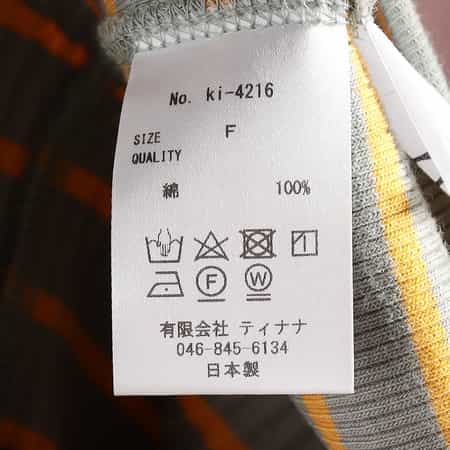 No. ki-4216
SIZE F
QUALITY
綿 100%
F W
有限会社 ティナナ
046-845-6134
日本製